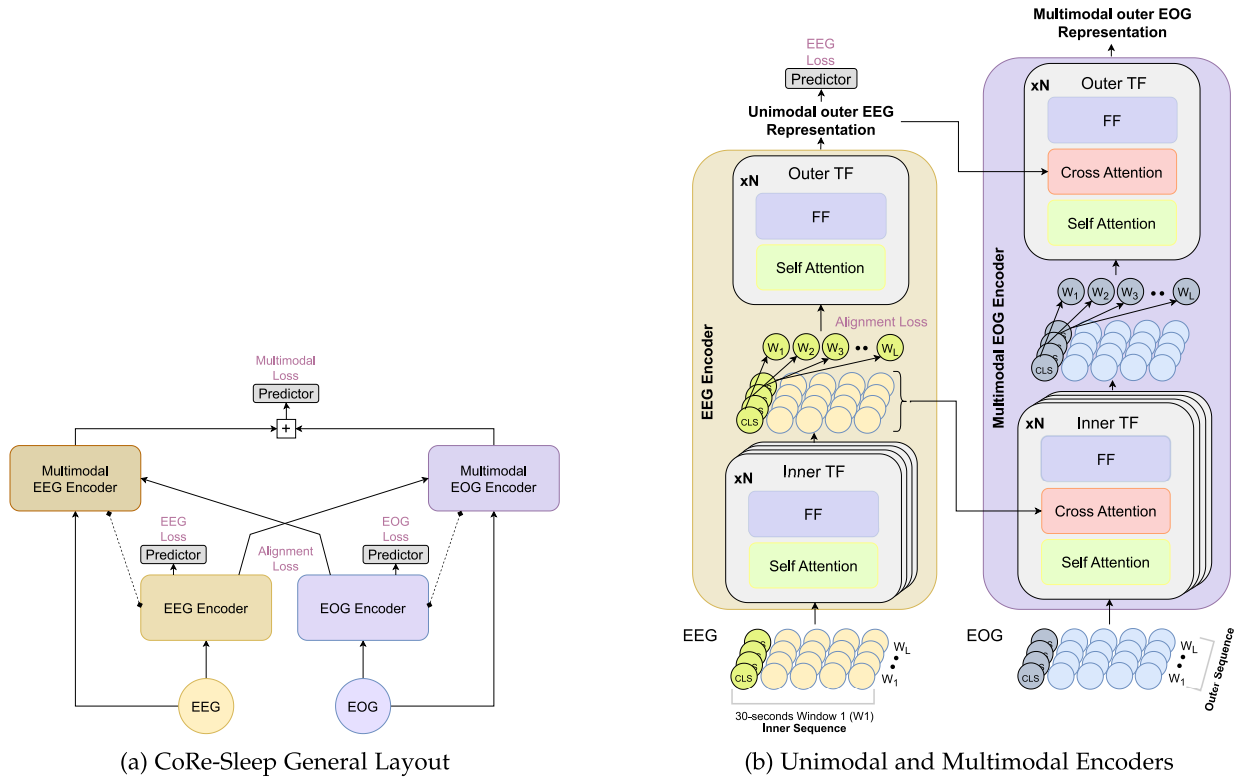 Multimodal
Loss
Predictor
+
Multimodal
EEG Encoder
Multimodal
EOG Encoder
EEG
Loss
Predictor
Alignment
Loss
EOG
Loss
Predictor
EEG Encoder
EOG Encoder
EEG
EOG
(a) CoRe-Sleep General Layout
EEG
Loss
Predictor
Unimodal outer EEG
Representation
EEG Encoder
xN
Outer TF
FF
Self Attention
Alignment Loss
W1 W2 W3 •• WL
S
S
CLS
xN
Inner TF
FF
Self Attention
EEG
S
S
CLS
WL
W1
30-seconds Window 1 (W1)
Inner Sequence
Multimodal outer EOG
Representation
Multimodal EOG Encoder
xN
Outer TF
FF
Cross Attention
Self Attention
W1 W2 W3 •• WL
S
CLS
xN
Inner TF
FF
Cross Attention
Self Attention
EOG
S
S
CLS
WL
W1
Outer Sequence
(b) Unimodal and Multimodal Encoders